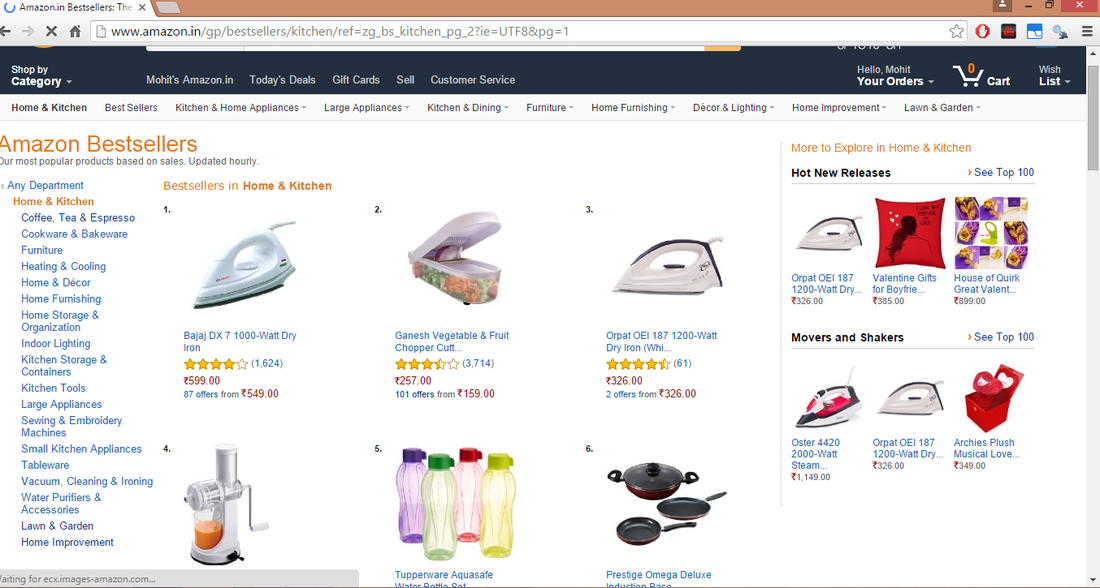 Amazon.in Bestsellers: The
www.amazon.in/gp/bestsellers/kitchen/ref=zg_bs_kitchen_pg_2?ie=UTF8&pg=1
Shop by
Category
Mohit's Amazon.in Today's Deals Gift Cards Sell Customer Service
Hello, Mohit
Your Orders
0
Cart
Wish
List
Home & Kitchen Best Sellers Kitchen & Home Appliances Large Appliances Kitchen & Dining Furniture Home Furnishing Décor & Lighting Home Improvement Lawn & Garden
Amazon Bestsellers
Our most popular products based on sales. Updated hourly.
‹ Any Department
Home & Kitchen
Coffee, Tea & Espresso
Cookware & Bakeware
Furniture
Heating & Cooling
Home & Décor
Home Furnishing
Home Storage &
Organization
Indoor Lighting
Kitchen Storage &
Containers
Kitchen Tools
Large Appliances
Sewing & Embroidery
Machines
Small Kitchen Appliances
Tableware
Vacuum, Cleaning & Ironing
Water Purifiers &
Accessories
Lawn & Garden
Home Improvement
Bestsellers in Home & Kitchen
1.
Bajaj DX 7 1000-Watt Dry
Iron
(1,624)
₹599.00
87 offers from ₹549.00
2.
Ganesh Vegetable & Fruit
Chopper Cutt...
(3,714)
₹257.00
101 offers from ₹159.00
3.
Orpat OEI 187 1200-Watt
Dry Iron (Whi...
(61)
₹326.00
2 offers from ₹326.00
4.
5.
Tupperware Aquasafe
Water Bottle Set
6.
Prestige Omega Deluxe
Induction Base
More to Explore in Home & Kitchen
Hot New Releases › See Top 100
Orpat OEI 187
1200-Watt Dry...
₹326.00
Valentine Gifts
for Boyfrie...
₹385.00
House of Quirk
Great Valent...
₹899.00
Movers and Shakers › See Top 100
Oster 4420
2000-Watt
Steam...
₹1,149.00
Orpat OEI 187
1200-Watt Dry...
₹326.00
Archies Plush
Musical Love...
₹349.00
Waiting for ecx.images-amazon.com...